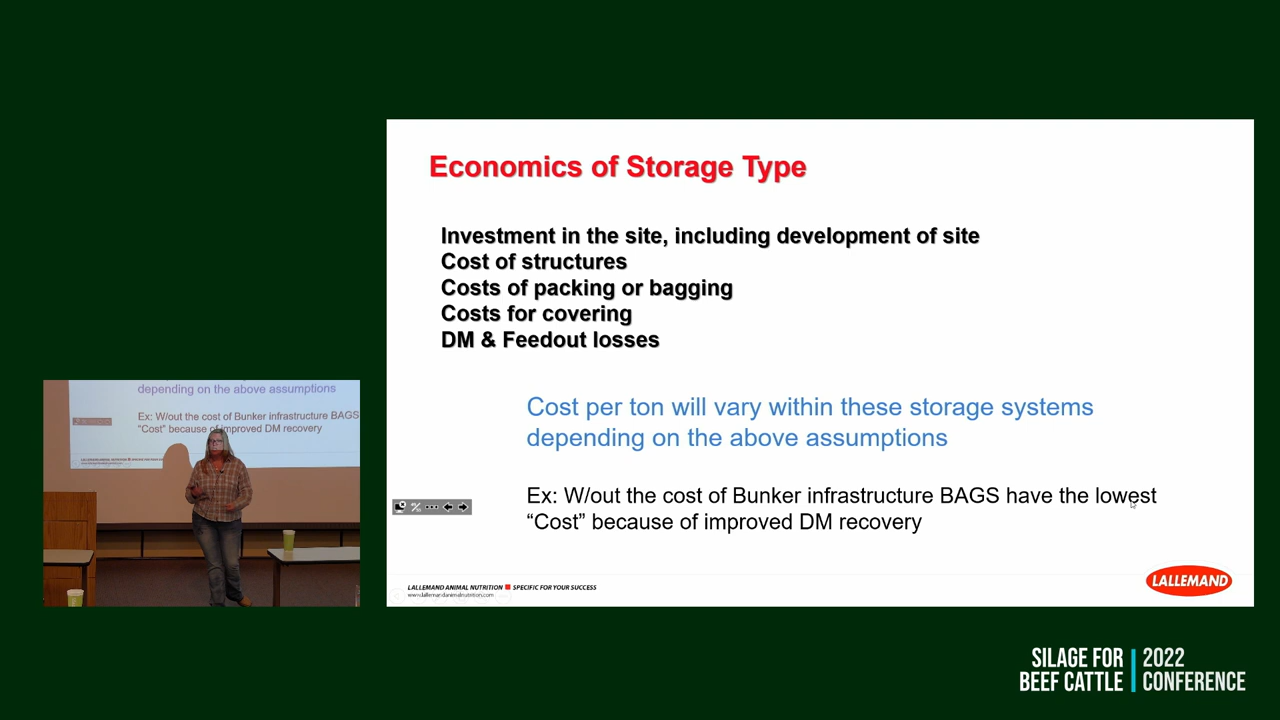 Economics of Storage Type
Investment in the site, including development of site
Cost of structures
Costs of packing or bagging
Costs for covering
DM & Feedout losses
Cost per ton will vary within these storage systems
depending on the above assumptions
Ex: W/out the cost of Bunker infrastructure BAGS have the lowest
“Cost” because of improved DM recovery
LALLEMAND ANIMAL NUTRITION SPECIFIC FOR YOUR SUCCESS
www.lallemandanimalnutrition.com
LALLEMAND
depending on the above assumptions
Ex: W/out the cost of Bunker infrastructure BAGS
“Cost” because of improved DM recovery
SILAGE FOR
BEEF CATTLE
2022
CONFERENCE